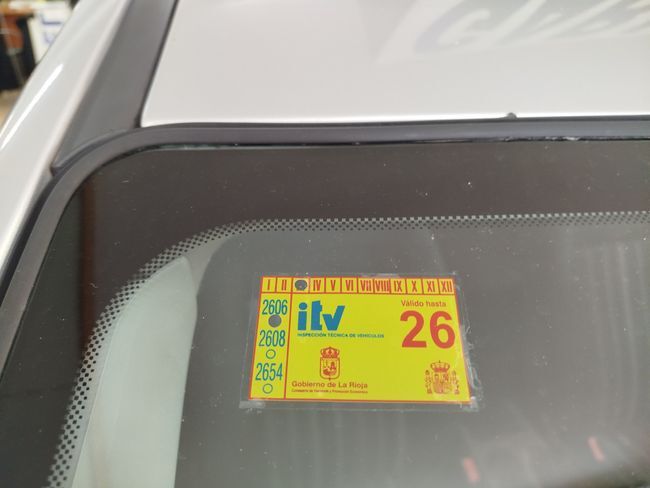 I II IV V VI VII VIII IX X XI XII
2606
2608
2654
itv
INSPECCIÓN TÉCNICA DE VEHÍCULOS
Válido hasta
26
Gobierno de La Rioja